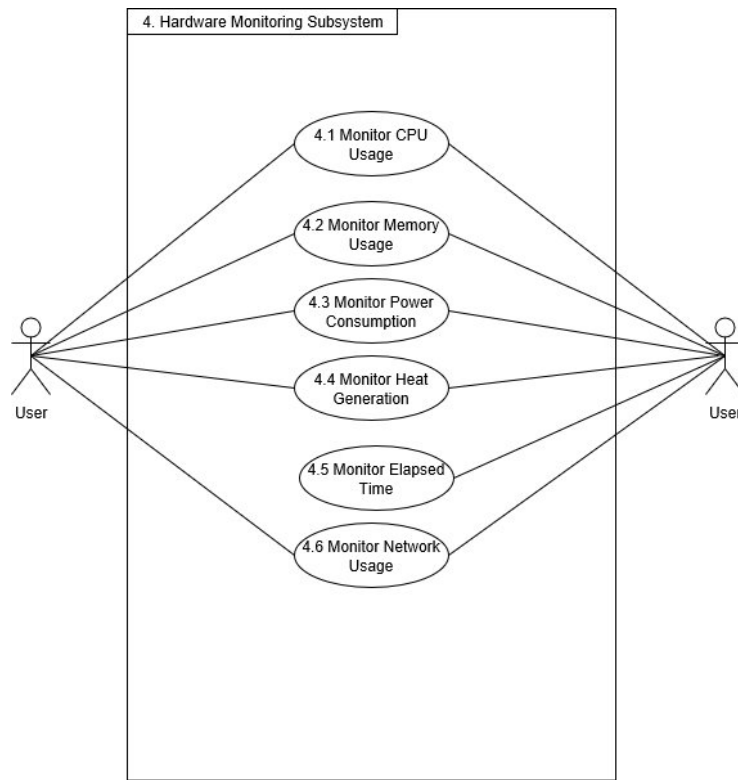 4. Hardware Monitoring Subsystem
4.1 Monitor CPU
Usage
4.2 Monitor Memory
Usage
4.3 Monitor Power
Consumption
4.4 Monitor Heat
Generation
User
User
4.5 Monitor Elapsed
Time
4.6 Monitor Network
Usage